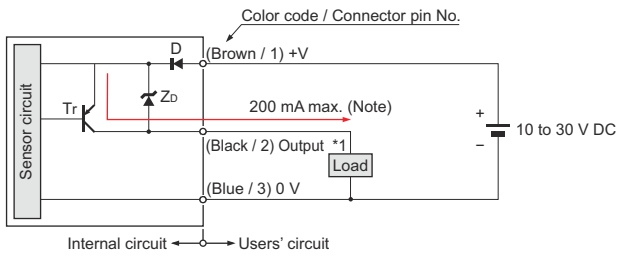 Color code / Connector pin No.
D
(Brown / 1) +V
Sensor circuit
Tr
ZD
200 mA max. (Note)
+
10 to 30 V DC
−
(Black / 2) Output *1
Load
(Blue / 3) 0 V
Internal circuit
Users' circuit